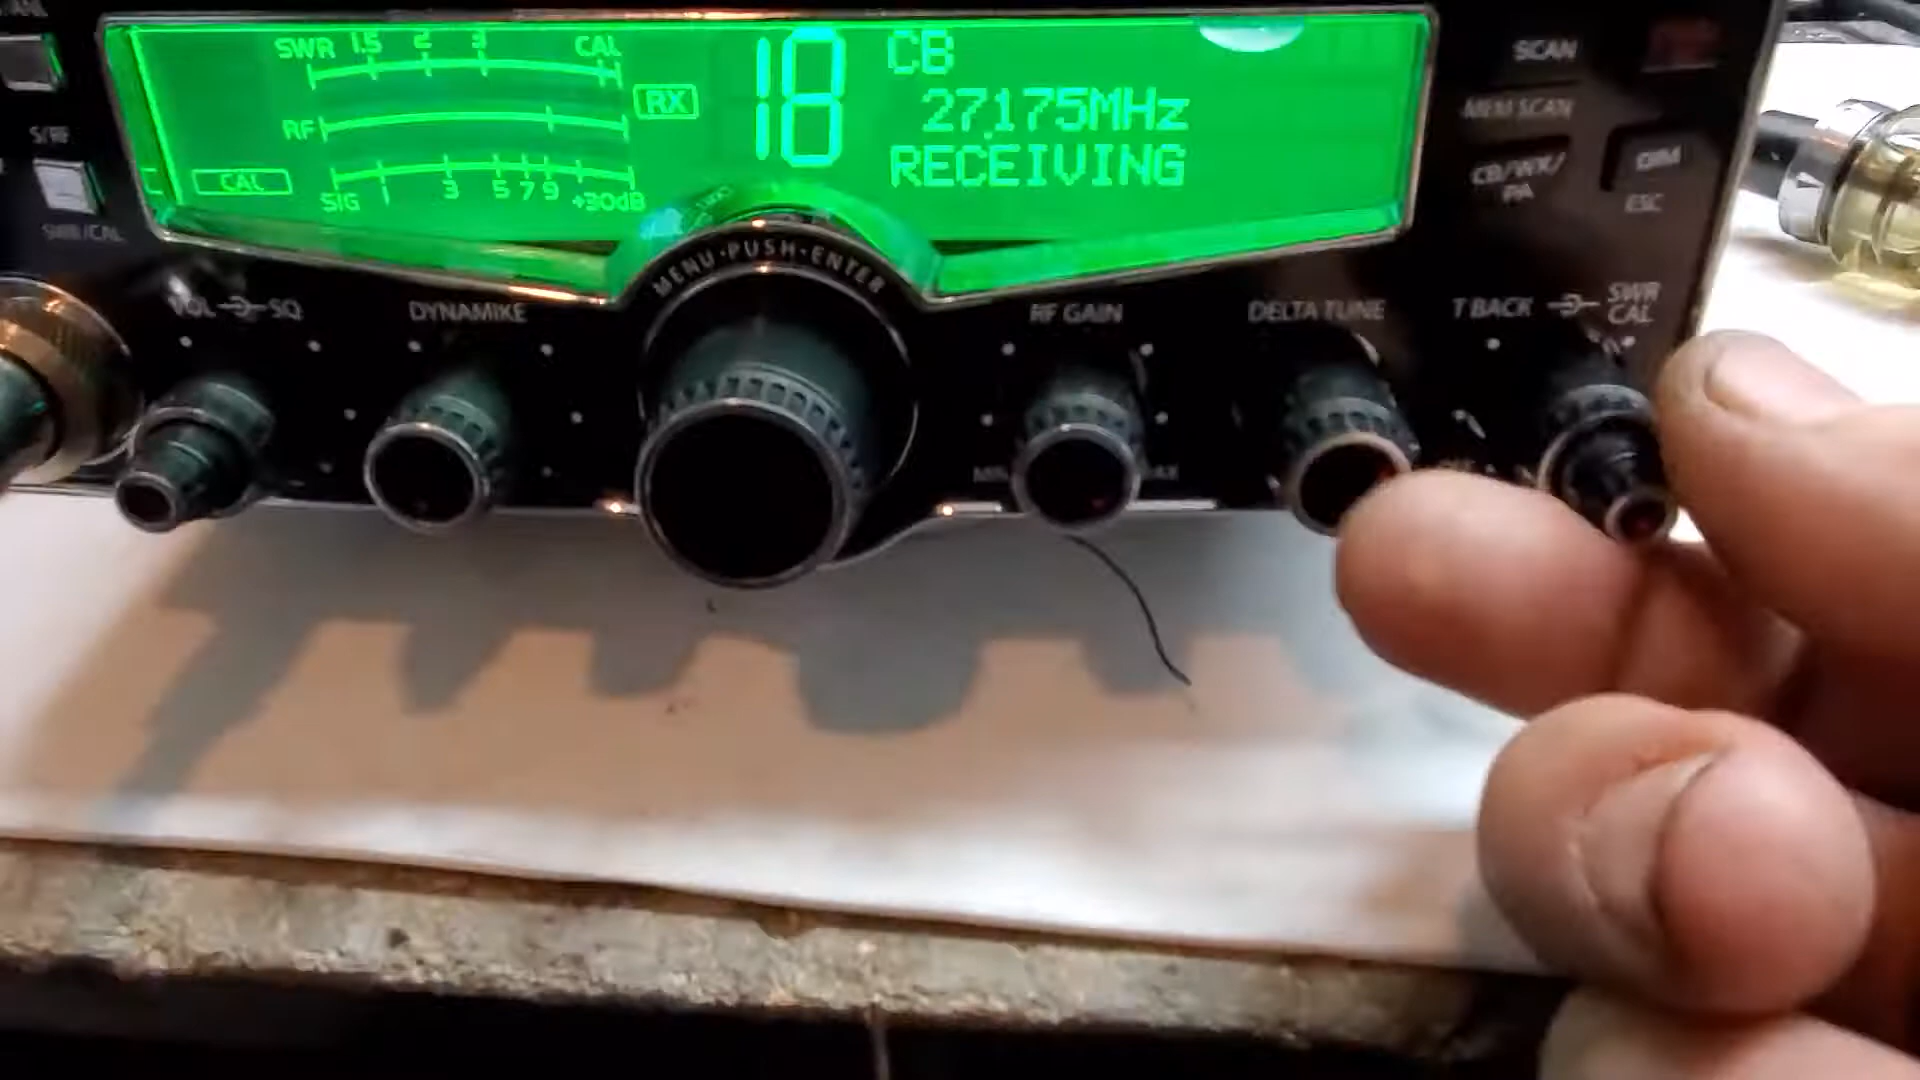 SWR 1.5 2 3 CAL
RF
CAL
SIG 1 3 5 7 9 +30dB
RX
18
CB
27.175MHz
RECEIVING
SCAN
MEM SCAN
CB/WX/
PA
DIM
ESC
S/RF
SWR/CAL
MENU•PUSH•ENTER
VOL SQ
DYNAMIKE
RF GAIN
DELTA TUNE
T BACK
SWR
CAL